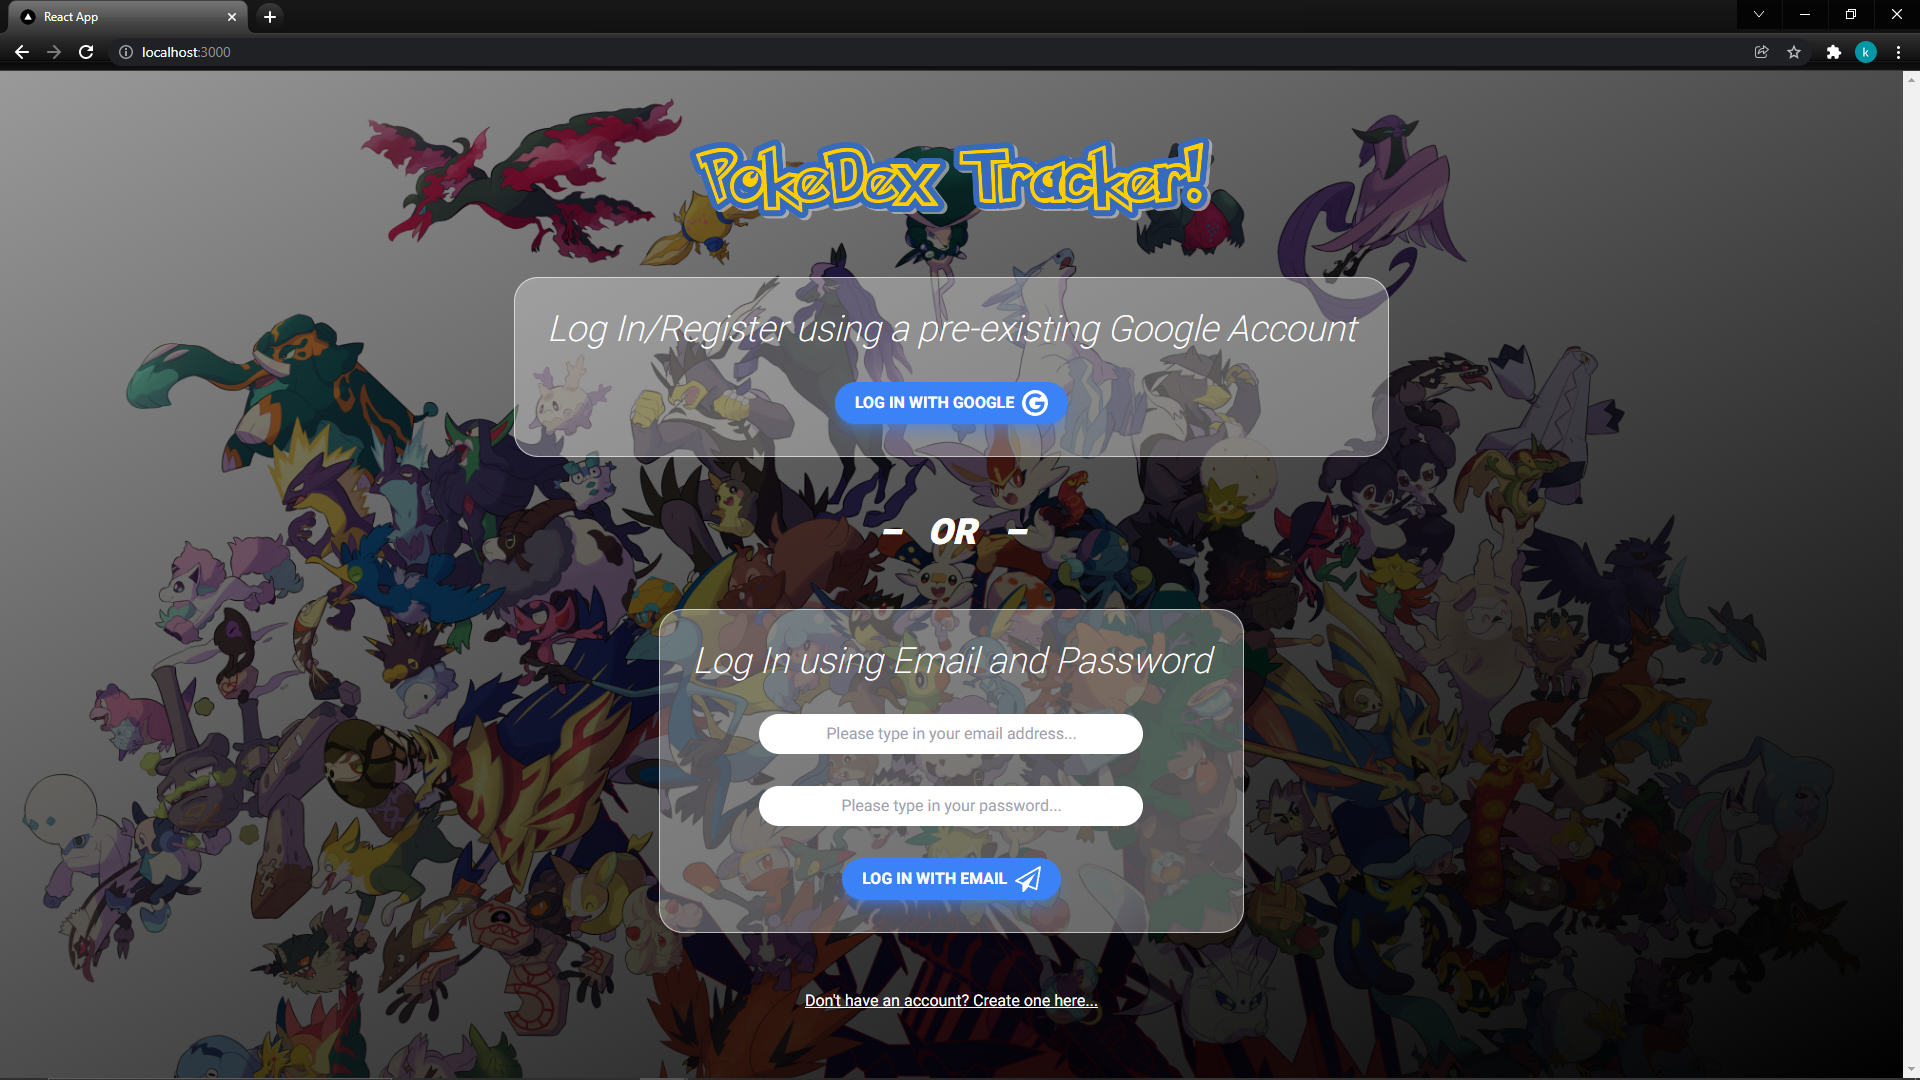 React App
localhost:3000
k
PokeDex Tracker!
Log In/Register using a pre-existing Google Account
LOG IN WITH GOOGLE G
- OR -
Log In using Email and Password
Please type in your email address...
Please type in your password...
LOG IN WITH EMAIL
Don't have an account? Create one here...